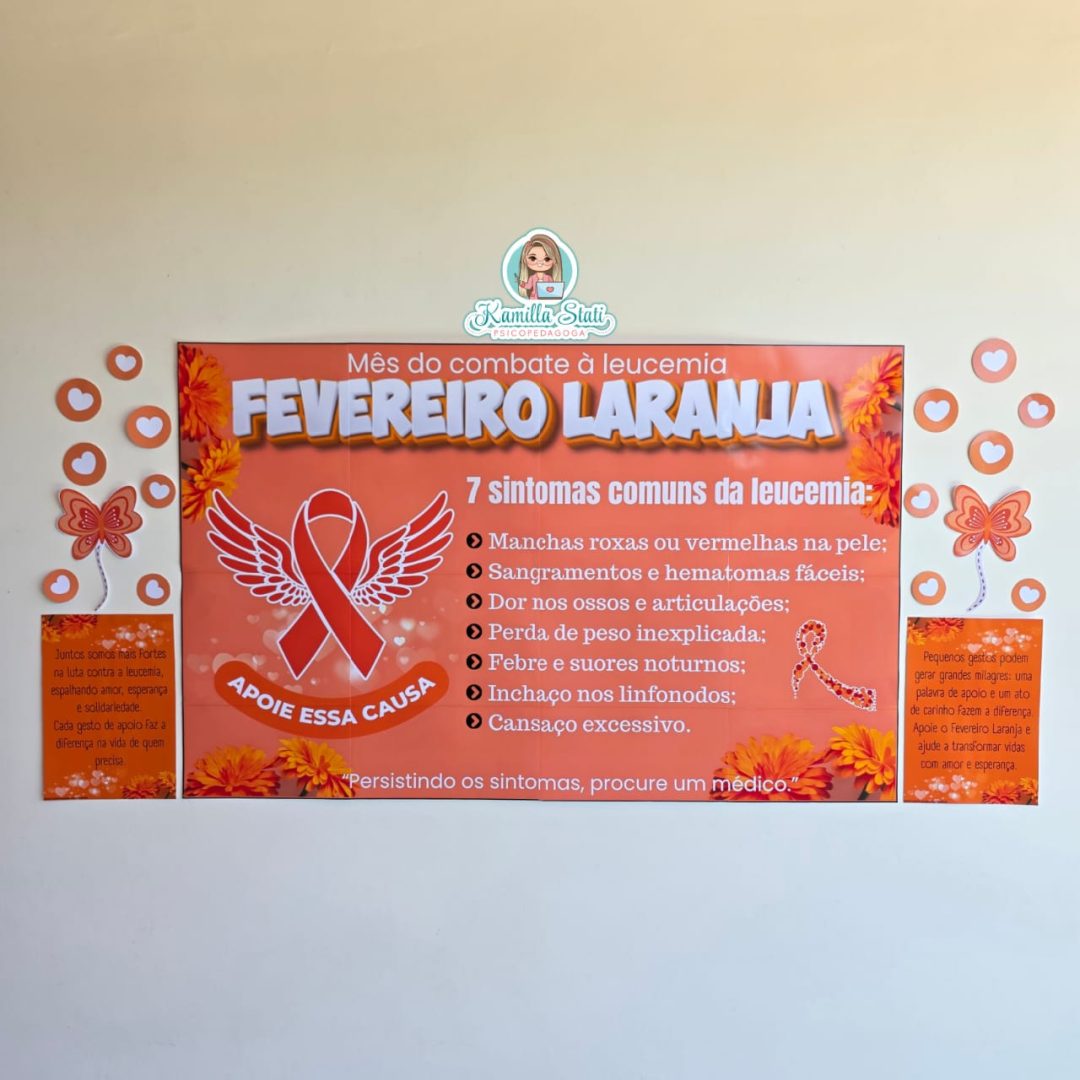 Kamilla Stati
PSICOPEDAGOGA
Mês do combate à leucemia
FEVEREIRO LARANJA
7 sintomas comuns da leucemia:
Manchas roxas ou vermelhas na pele;
Sangramentos e hematomas fáceis;
Dor nos ossos e articulações;
Perda de peso inexplicada;
Febre e suores noturnos;
Inchaço nos linfonodos;
Cansaço excessivo.
APOIE ESSA CAUSA
"Persistindo os sintomas, procure um médico."
Juntos somos mais fortes
na luta contra a leucemia,
espalhando amor, esperança
e solidariedade.
Cada gesto de apoio faz a
diferença na vida de quem
precisa.
Pequenos gestos podem
gerar grandes milagres: uma
palavra de apoio e um ato
de carinho fazem a diferença.
Apoie o Fevereiro Laranja e
ajude a transformar vidas
com amor e esperança.